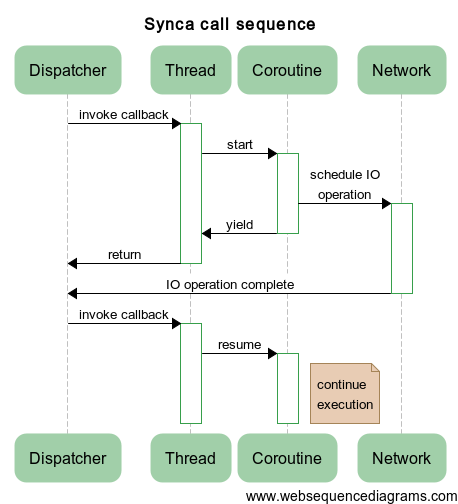 Synca call sequence
Dispatcher Thread Coroutine Network
invoke callback
start
schedule IO
operation
yield
return
IO operation complete
invoke callback
resume
continue
execution
Dispatcher Thread Coroutine Network
www.websequencediagrams.com